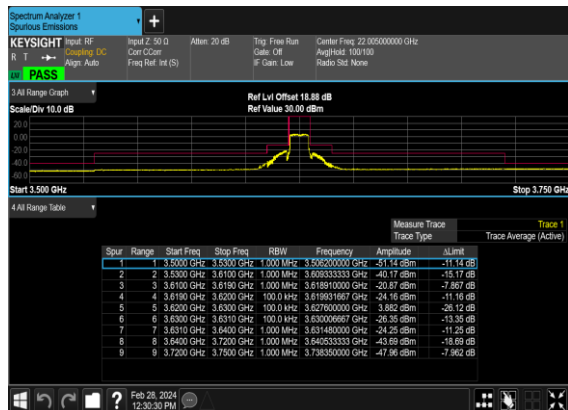 Spectrum Analyzer 1
Spurious Emissions
+
KEYSIGHT Input: RF Input Z: 50 Ω Atten: 20 dB Trig: Free Run Center Freq: 22.005000000 GHz
R T Coupling: DC Corr CCorr Gate: Off Avg|Hold: 100/100
Align: Auto Freq Ref: Int (S) IF Gain: Low Radio Std: None
PASS
3 All Range Graph
Ref Lvl Offset 18.88 dB
Scale/Div 10.0 dB Ref Value 30.00 dBm
20.0
0.00
-20.0
-40.0
-60.0
Start 3.500 GHz Stop 3.750 GHz
4 All Range Table
Measure Trace Trace 1
Trace Type Trace Average (Active)
Spur Range Start Freq Stop Freq RBW Frequency Amplitude ΔLimit
1 1 3.5000 GHz 3.5300 GHz 1.000 MHz 3.506200000 GHz -51.14 dBm -11.14 dB
2 2 3.5300 GHz 3.6100 GHz 1.000 MHz 3.609333333 GHz -40.17 dBm -15.17 dB
3 3 3.6100 GHz 3.6190 GHz 1.000 MHz 3.618910000 GHz -20.87 dBm -7.867 dB
4 4 3.6190 GHz 3.6200 GHz 100.0 kHz 3.619931667 GHz -24.16 dBm -11.16 dB
5 5 3.6200 GHz 3.6300 GHz 100.0 kHz 3.627600000 GHz 3.882 dBm -26.12 dB
6 6 3.6300 GHz 3.6310 GHz 100.0 kHz 3.630006667 GHz -26.35 dBm -13.35 dB
7 7 3.6310 GHz 3.6400 GHz 1.000 MHz 3.631480000 GHz -24.25 dBm -11.25 dB
8 8 3.6400 GHz 3.7200 GHz 1.000 MHz 3.640533333 GHz -43.69 dBm -18.69 dB
9 9 3.7200 GHz 3.7500 GHz 1.000 MHz 3.738350000 GHz -47.96 dBm -7.962 dB
? Feb 28, 2024
12:30:30 PM